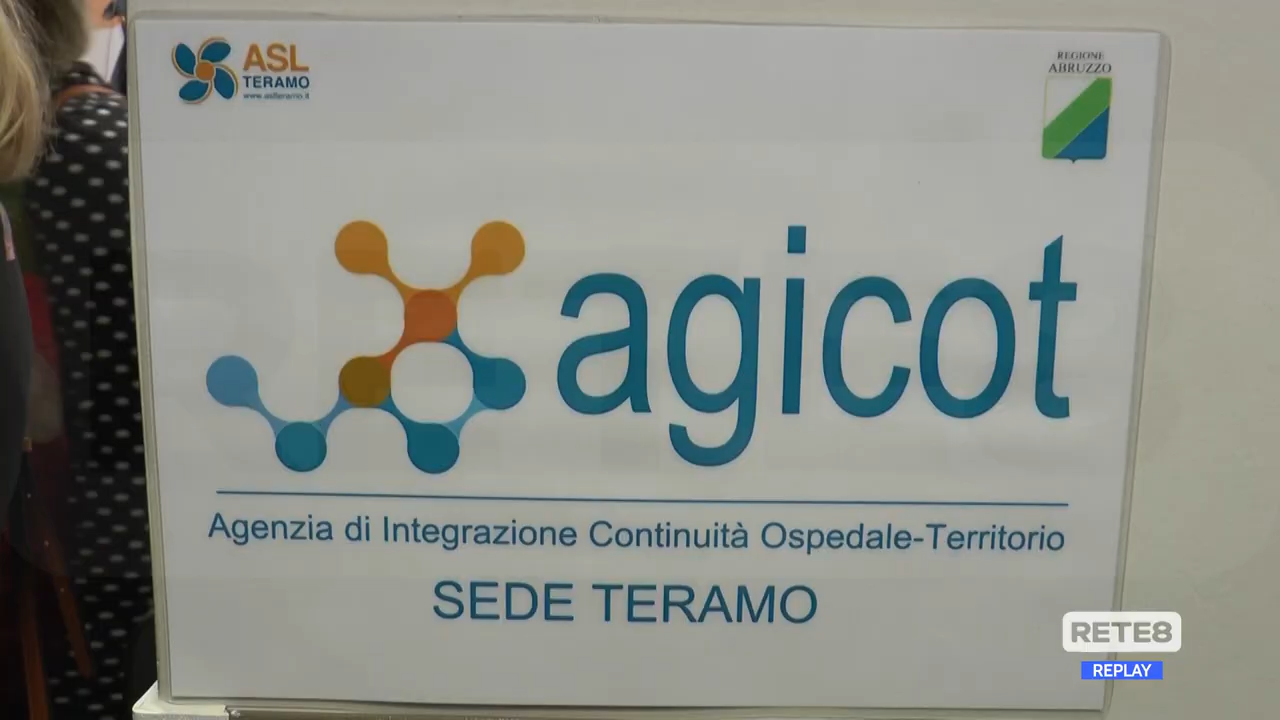 ASL
TERAMO
www.aslteramo.it
REGIONE
ABRUZZO
agicot
Agenzia di Integrazione Continuità Ospedale-Territorio
SEDE TERAMO
RETE8
REPLAY